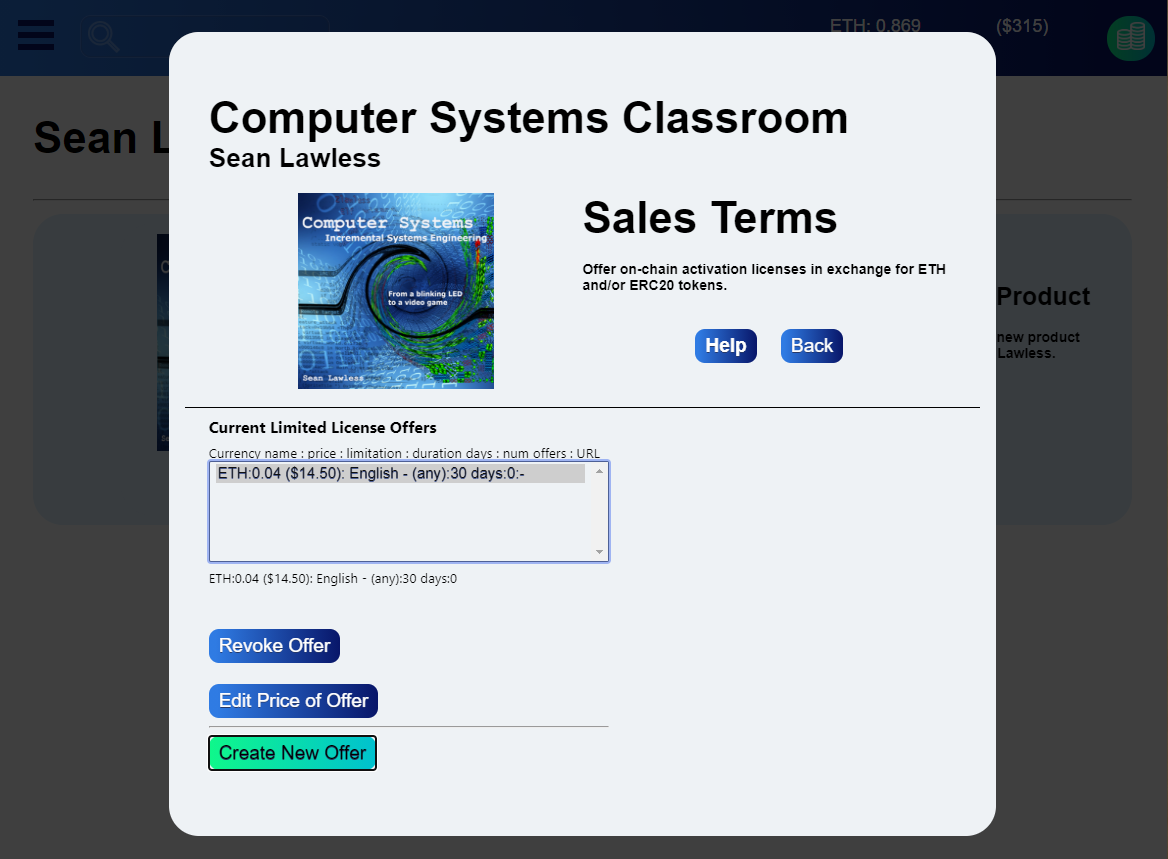 ETH: 0.869 ($315)
Sean L
Computer Systems Classroom
Sean Lawless
Computer Systems
Incremental Systems Engineering
From a blinking LED
to a video game
Sean Lawless
Sales Terms
Offer on-chain activation licenses in exchange for ETH
and/or ERC20 tokens.
Help
Back
Product
new product
Lawless.
Current Limited License Offers
Currency name : price : limitation : duration days : num offers : URL
ETH:0.04 ($14.50): English - (any):30 days:0:-
ETH:0.04 ($14.50): English - (any):30 days:0
Revoke Offer
Edit Price of Offer
Create New Offer